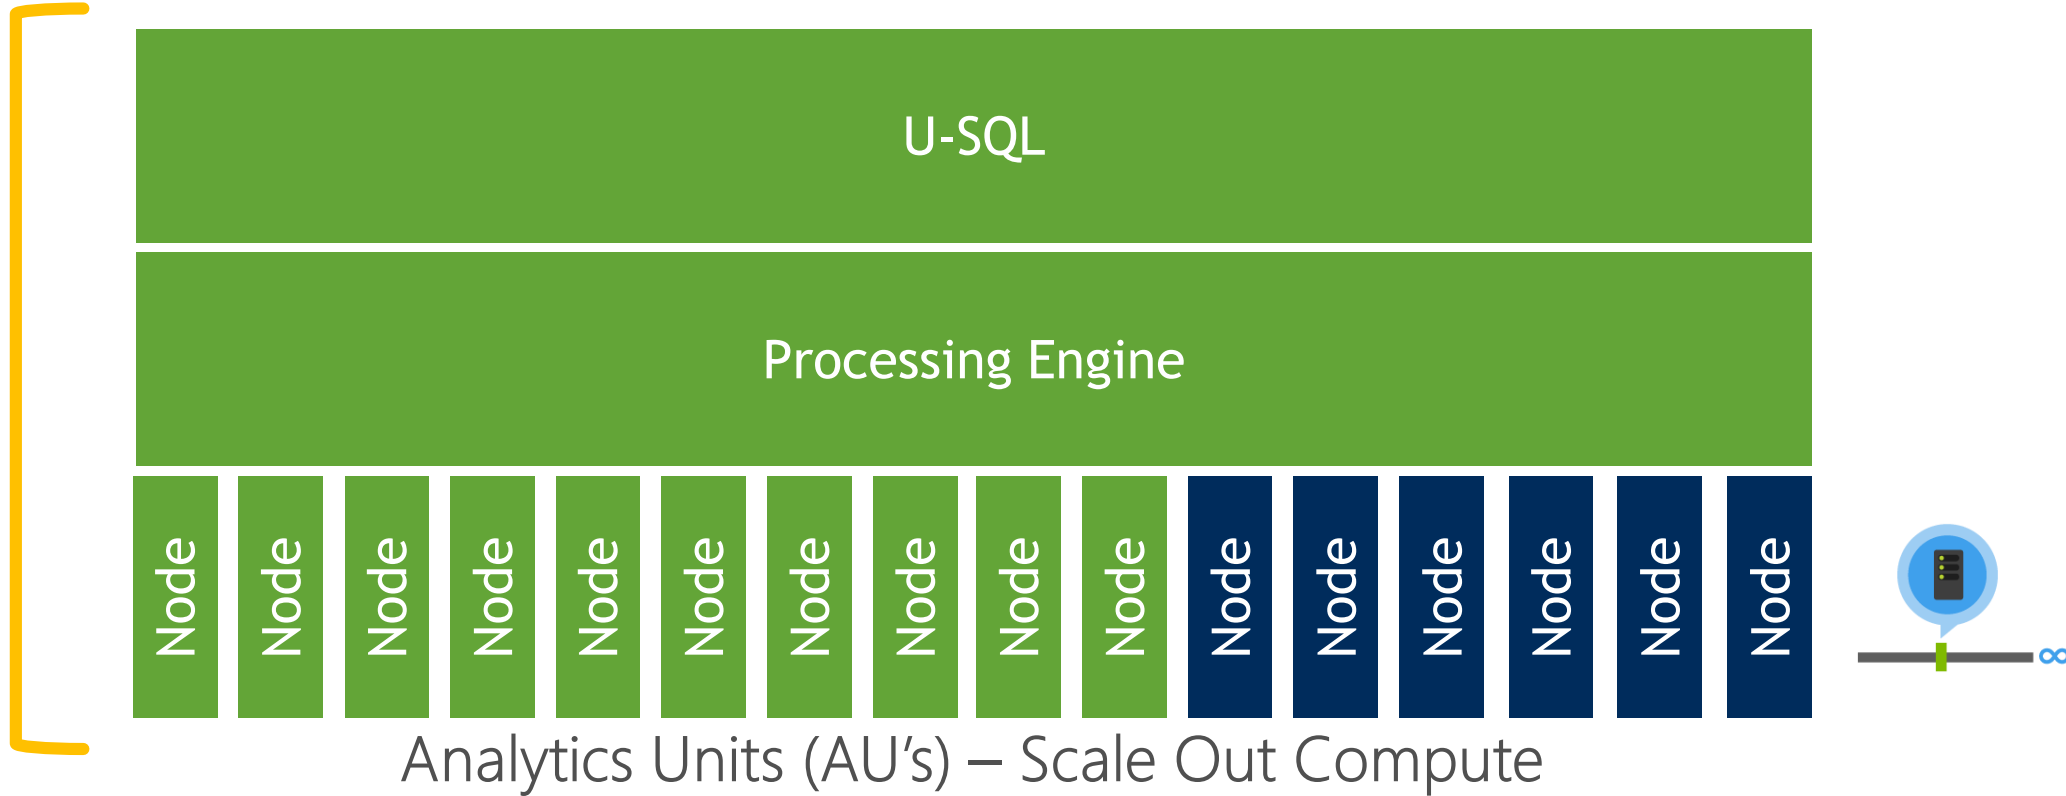 U-SQL
Processing Engine
Node Node Node Node Node Node Node Node Node Node Node Node Node Node Node Node
∞
Analytics Units (AU’s) – Scale Out Compute